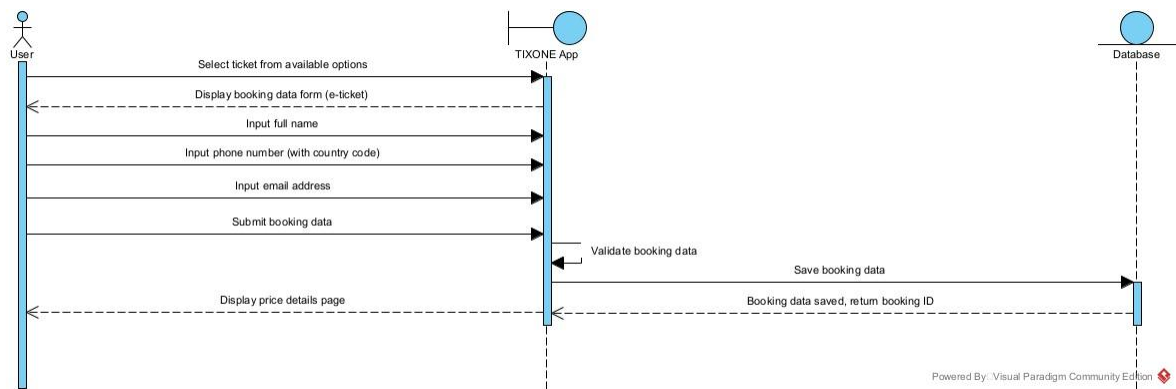 User
TIXONE App
Database
Select ticket from available options
Display booking data form (e-ticket)
Input full name
Input phone number (with country code)
Input email address
Submit booking data
Validate booking data
Save booking data
Display price details page
Booking data saved, return booking ID
Powered By: Visual Paradigm Community Edition